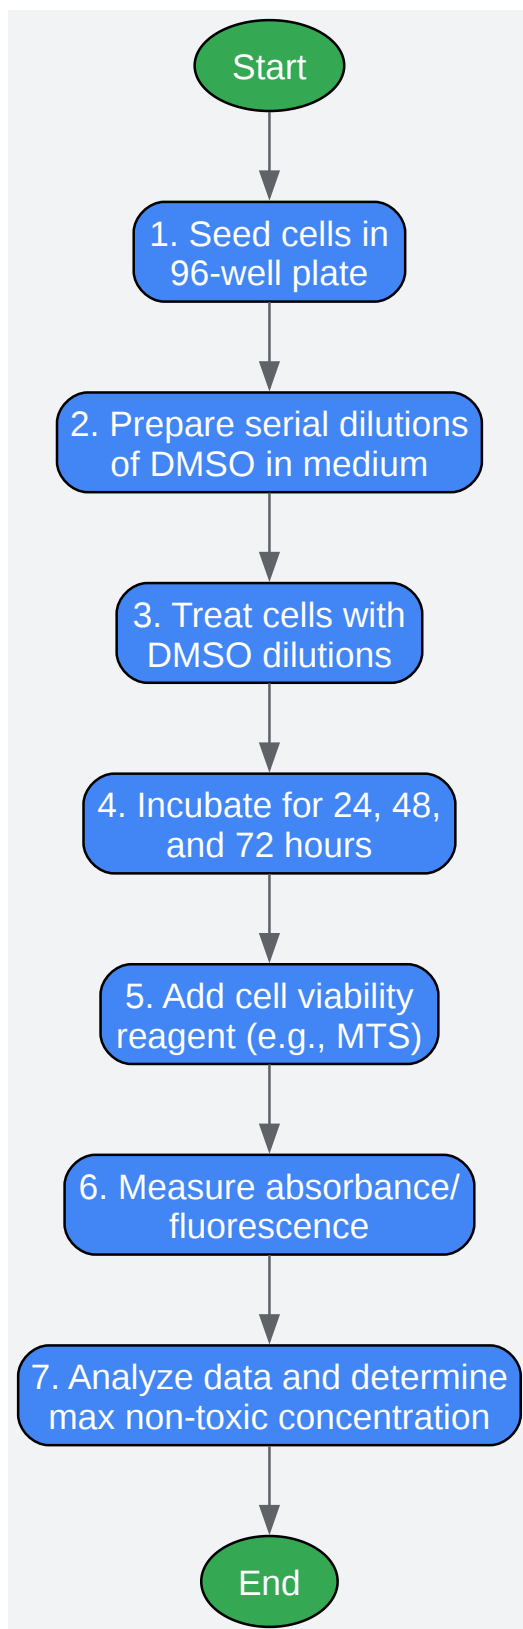 Start
1. Seed cells in
96-well plate
2. Prepare serial dilutions
of DMSO in medium
3. Treat cells with
DMSO dilutions
4. Incubate for 24, 48,
and 72 hours
5. Add cell viability
reagent (e.g., MTS)
6. Measure absorbance/
fluorescence
7. Analyze data and determine
max non-toxic concentration
End